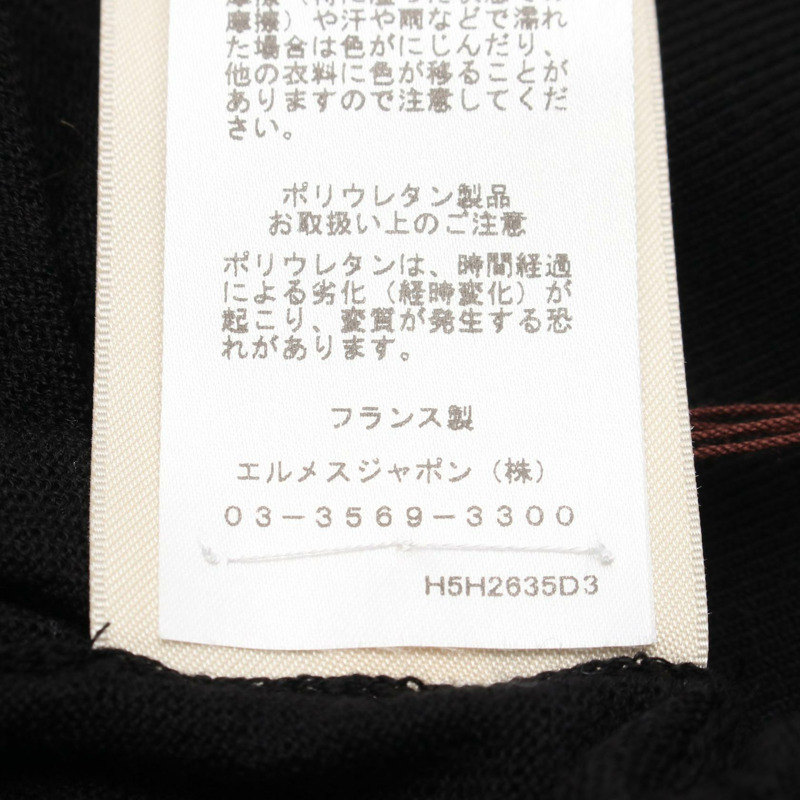 摩擦）や汗や雨などで濡れ
た場合は色がにじんだり、
他の衣料に色が移ることが
ありますので注意してくだ
さい。
ポリウレタン製品
お取扱い上のご注意
ポリウレタンは、時間経過
による劣化（経時変化）が
起こり、変質が発生する恐
れがあります。
フランス製
エルメスジャポン（株）
03-3569-3300
H5H2635D3